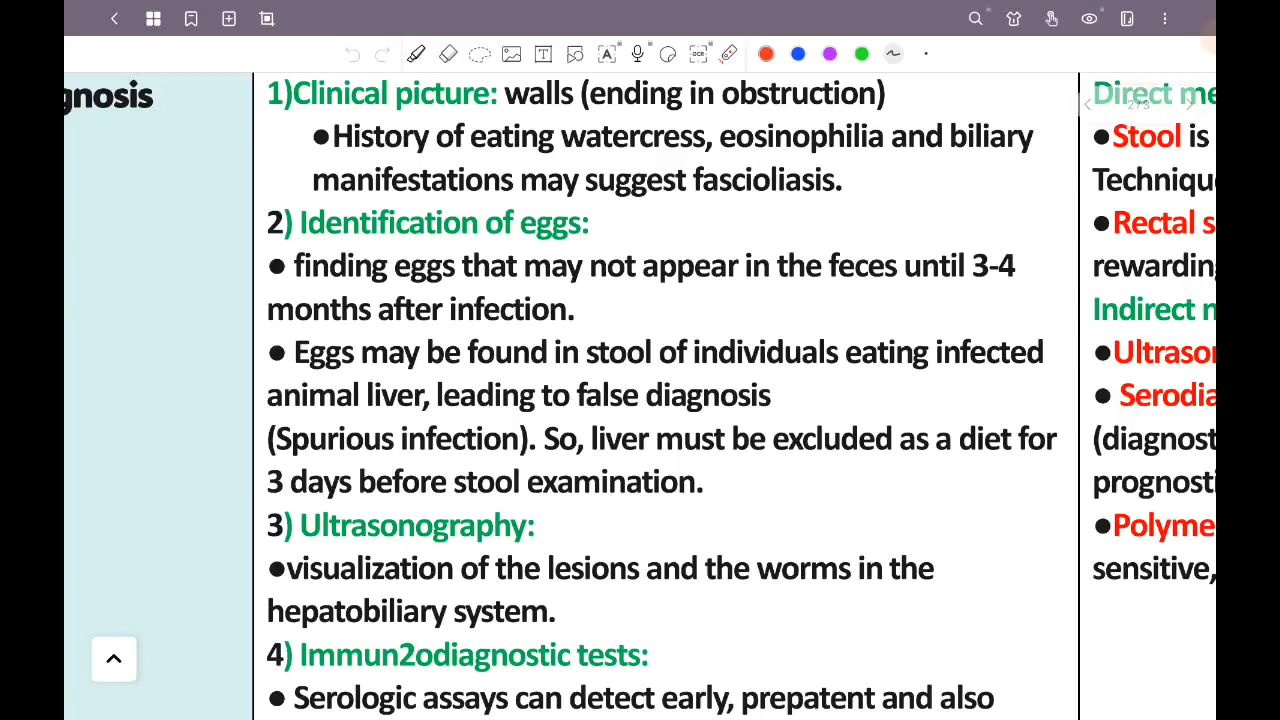 gnosis
1)Clinical picture: walls (ending in obstruction)
●History of eating watercress, eosinophilia and biliary
manifestations may suggest fascioliasis.
2) Identification of eggs:
● finding eggs that may not appear in the feces until 3-4
months after infection.
● Eggs may be found in stool of individuals eating infected
animal liver, leading to false diagnosis
(Spurious infection). So, liver must be excluded as a diet for
3 days before stool examination.
3) Ultrasonography:
●visualization of the lesions and the worms in the
hepatobiliary system.
4) Immun2odiagnostic tests:
● Serologic assays can detect early, prepatent and also
Direct me
2/3
●Stool is
Techniqu
●Rectal s
rewarding
Indirect m
●Ultrason
● Serodia
(diagnost
prognosti
●Polyme
sensitive,